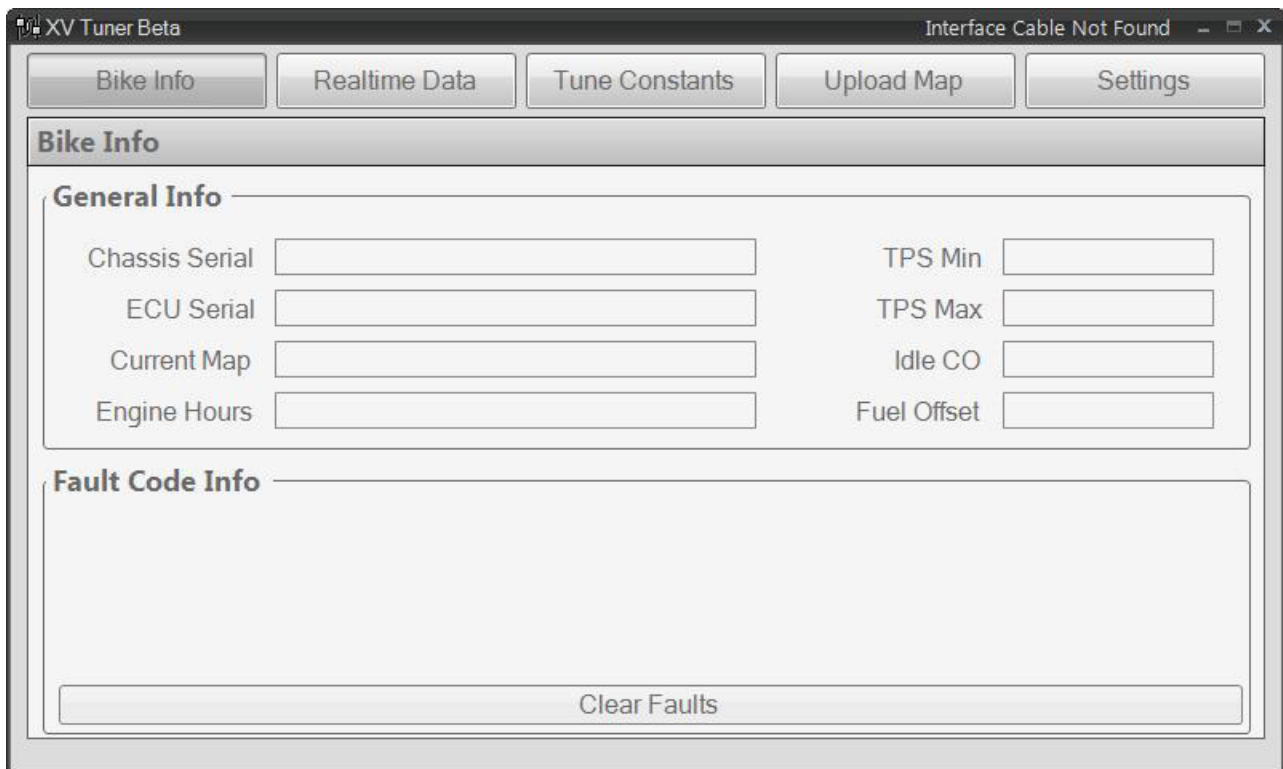 XV Tuner Beta Interface Cable Not Found
Bike Info Realtime Data Tune Constants Upload Map Settings
Bike Info
General Info
Chassis Serial TPS Min
ECU Serial TPS Max
Current Map Idle CO
Engine Hours Fuel Offset
Fault Code Info
Clear Faults